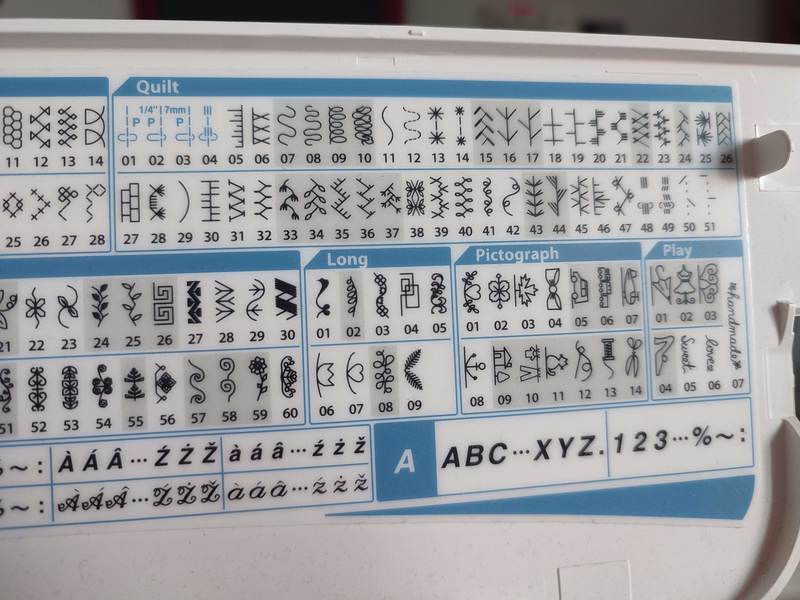 Quilt
1/4" 7mm
P P P
11 12 13 14 01 02 03 04 05 06 07 08 09 10 11 12 13 14 15 16 17 18 19 20 21 22 23 24 25 26
25 26 27 28 27 28 29 30 31 32 33 34 35 36 37 38 39 40 41 42 43 44 45 46 47 48 49 50 51
Long Pictograph Play
handmade
21 22 23 24 25 26 27 28 29 30 01 02 03 04 05 01 02 03 04 05 06 07 01 02 03
Sweet love
51 52 53 54 55 56 57 58 59 60 06 07 08 09 08 09 10 11 12 13 14 04 05 06 07
% ~ : À Á Â ··· Ź Ż Ž à á â ··· ź ż ž A ABC ··· XYZ. 123 ··· % ~ :
~ : À Á Â ··· Ź Ż Ž à á â ··· ź ż ž